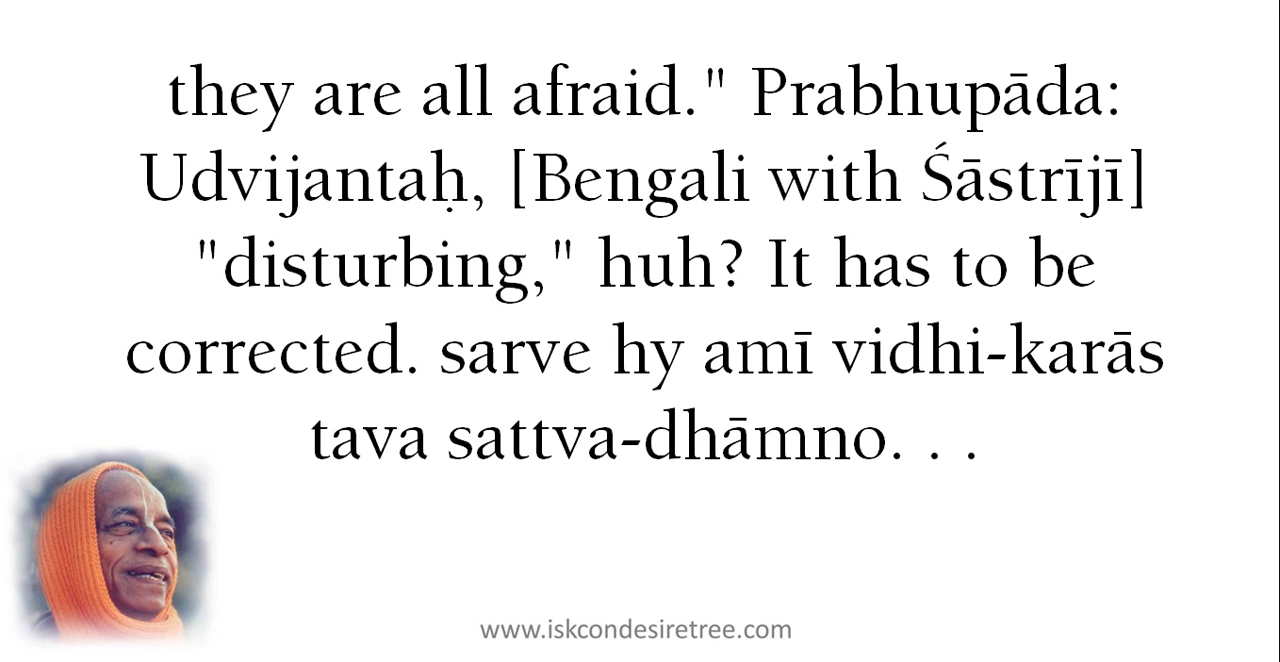 they are all afraid." Prabhupāda:
Udvijantaḥ, [Bengali with Śāstrījī]
"disturbing," huh? It has to be
corrected. sarve hy amī vidhi-karās
tava sattva-dhāmno. . .
www.iskcondesiretree.com